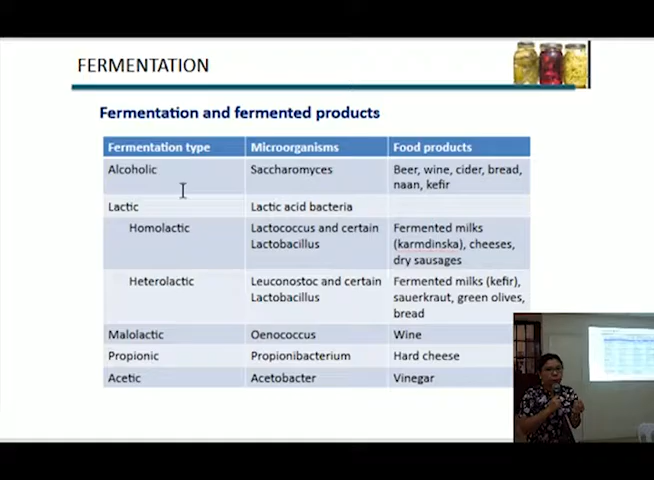 FERMENTATION
Fermentation and fermented products
Fermentation type Microorganisms Food products
Alcoholic Saccharomyces Beer, wine, cider, bread,
naan, kefir
Lactic Lactic acid bacteria
Homolactic Lactococcus and certain Fermented milks
Lactobacillus (karmdinska), cheeses,
dry sausages
Heterolactic Leuconostoc and certain Fermented milks (kefir),
Lactobacillus sauerkraut, green olives,
bread
Malolactic Oenococcus Wine
Propionic Propionibacterium Hard cheese
Acetic Acetobacter Vinegar